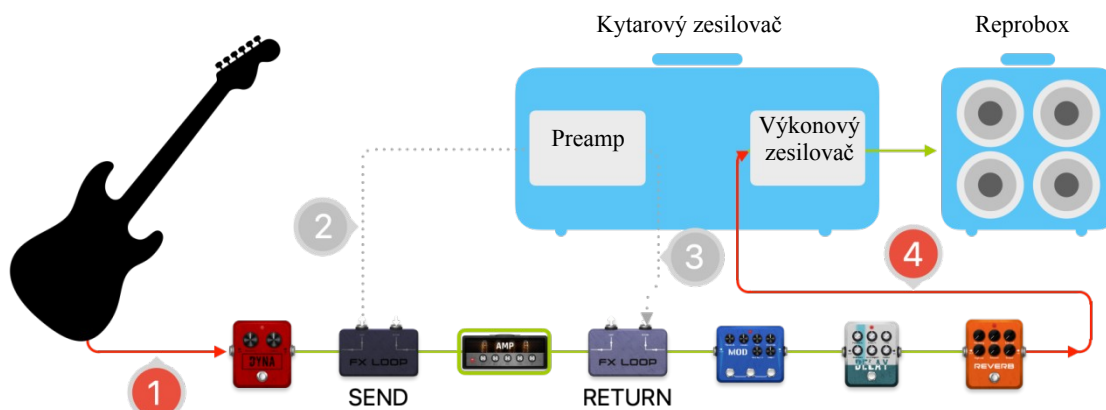 Kytarový zesilovač
Reprobox
Preamp
Výkonový
zesilovač
2
3
4
1
DYNA
FX LOOP
AMP
FX LOOP
MOD
DELAY
REVERB
SEND
RETURN